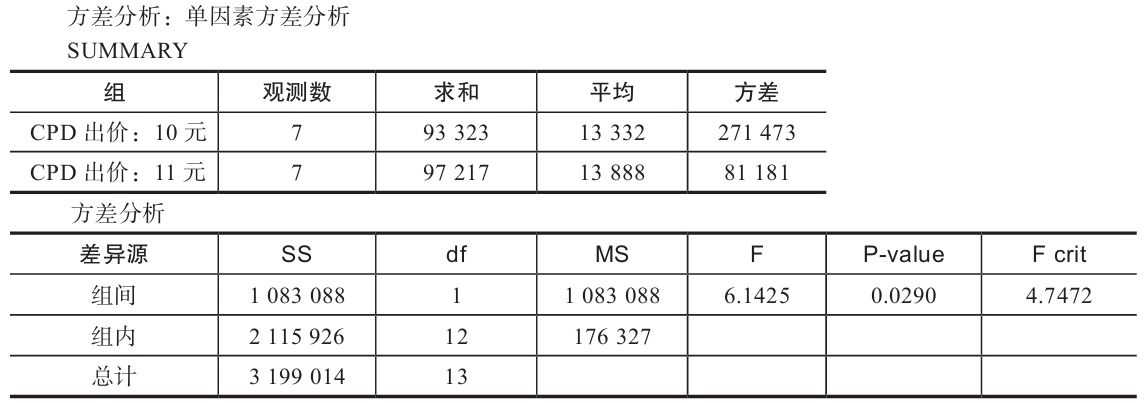 方差分析：单因素方差分析
SUMMARY
组 观测数 求和 平均 方差
CPD 出价：10 元 7 93 323 13 332 271 473
CPD 出价：11 元 7 97 217 13 888 81 181
方差分析
差异源 SS df MS F P-value F crit
组间 1 083 088 1 1 083 088 6.1425 0.0290 4.7472
组内 2 115 926 12 176 327
总计 3 199 014 13